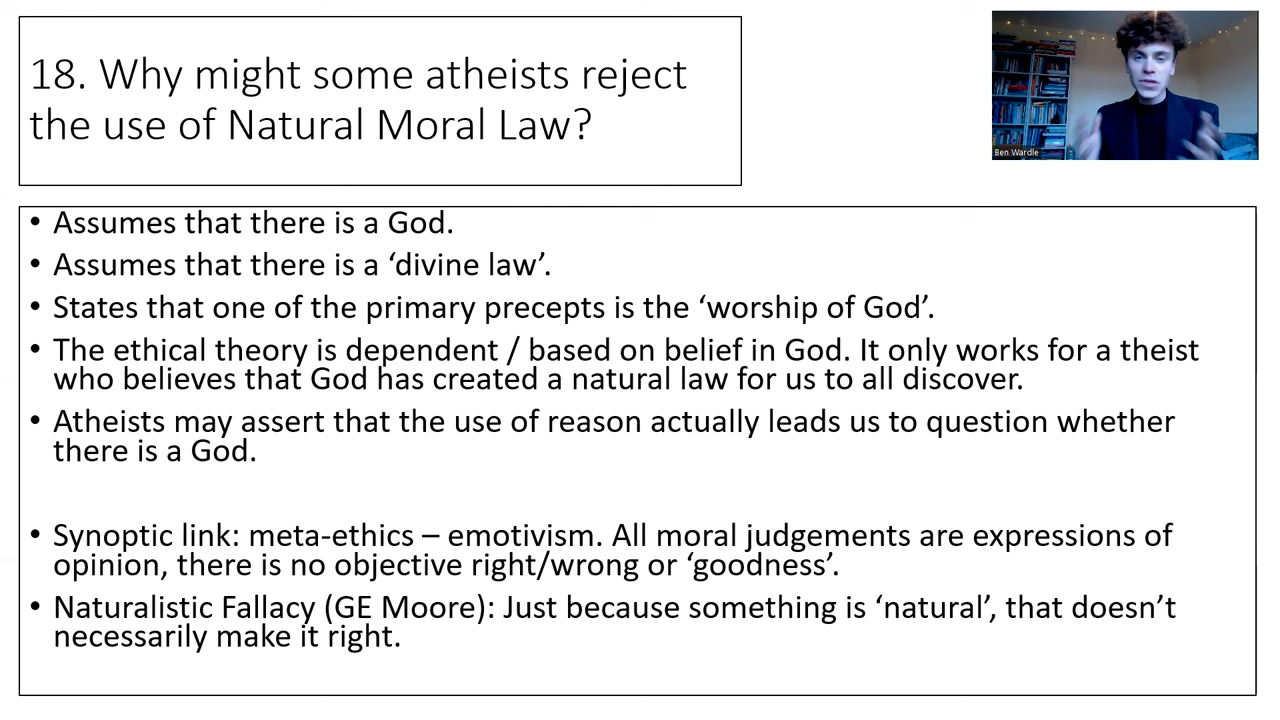 18. Why might some atheists reject
the use of Natural Moral Law?
Ben Wardle
• Assumes that there is a God.
• Assumes that there is a ‘divine law’.
• States that one of the primary precepts is the ‘worship of God’.
• The ethical theory is dependent / based on belief in God. It only works for a theist
who believes that God has created a natural law for us to all discover.
• Atheists may assert that the use of reason actually leads us to question whether
there is a God.
• Synoptic link: meta-ethics – emotivism. All moral judgements are expressions of
opinion, there is no objective right/wrong or ‘goodness’.
• Naturalistic Fallacy (GE Moore): Just because something is ‘natural’, that doesn’t
necessarily make it right.